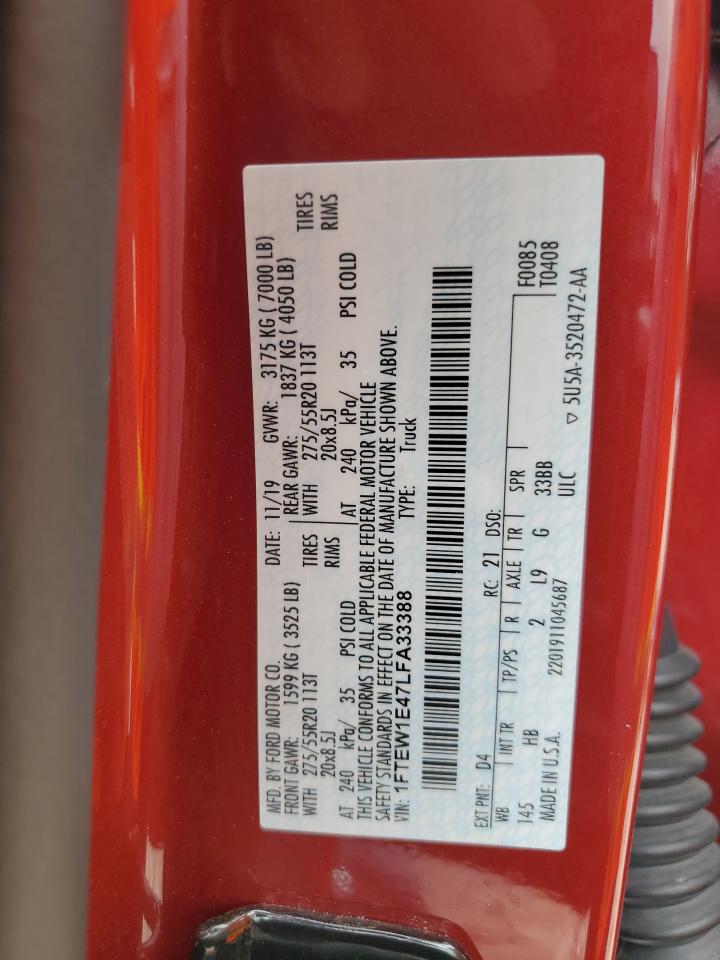 MFD. BY FORD MOTOR CO.
DATE: 11/19
GVWR: 3175 KG ( 7000 LB)
FRONT GAWR: 1599 KG ( 3525 LB)
REAR GAWR: 1837 KG ( 4050 LB)
WITH 275/55R20 113T TIRES
WITH 275/55R20 113T TIRES
20x8.5J RIMS
20x8.5J RIMS
AT 240 kPa/ 35 PSI COLD
AT 240 kPa/ 35 PSI COLD
THIS VEHICLE CONFORMS TO ALL APPLICABLE FEDERAL MOTOR VEHICLE
SAFETY STANDARDS IN EFFECT ON THE DATE OF MANUFACTURE SHOWN ABOVE.
VIN: 1FTEW1E47LFA33388
TYPE: Truck
EXT PNT: D4 RC: 21 DSO:
WB INT TR TP/PS R AXLE TR SPR
F0085
T0408
145 HB 2 L9 G 33BB
MADE IN U.S.A. 2201911045687 ULC
▽ 5U5A-3520472-AA